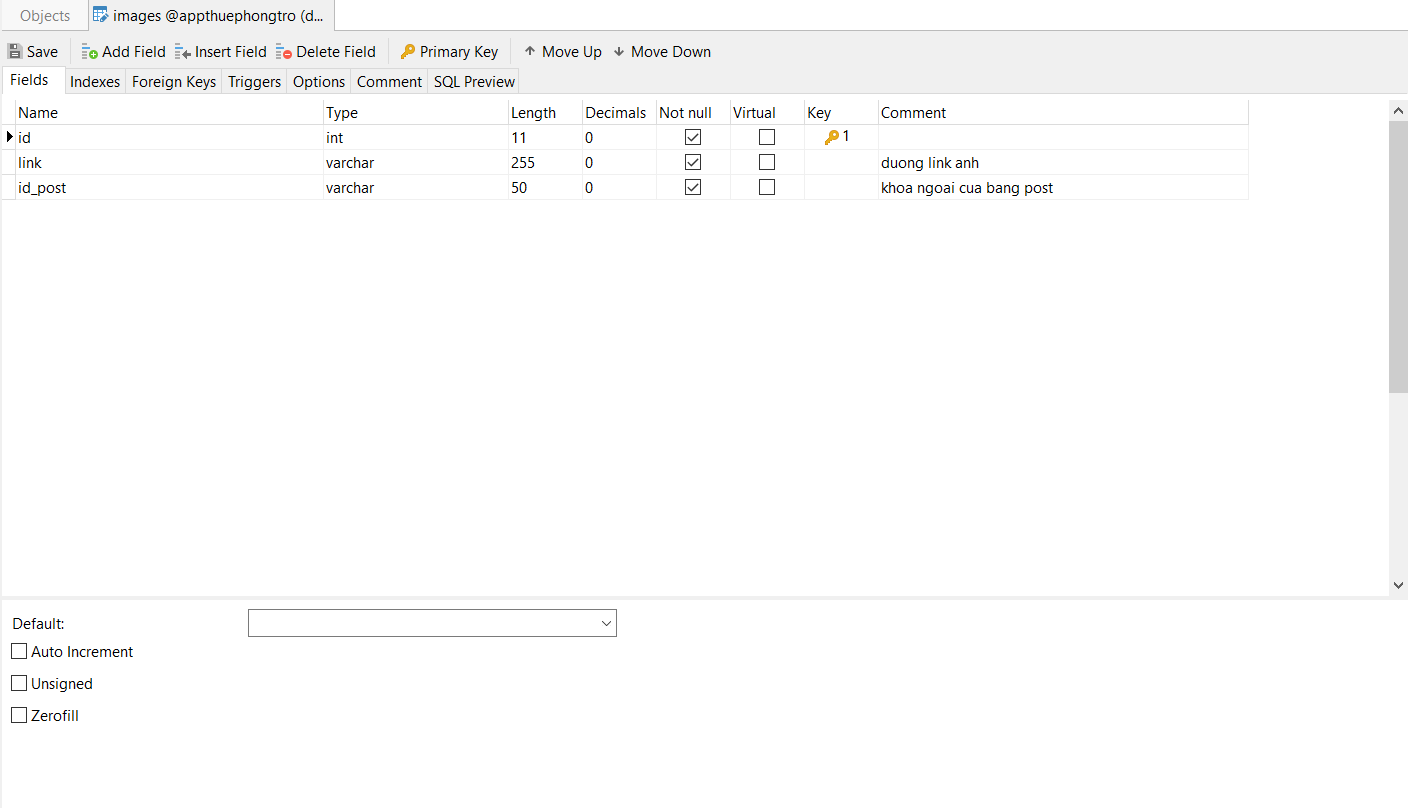 Objects images @appthuephongtro (d...
Save Add Field Insert Field Delete Field Primary Key Move Up Move Down
Fields Indexes Foreign Keys Triggers Options Comment SQL Preview
Name Type Length Decimals Not null Virtual Key Comment
id int 11 0 1
link varchar 255 0 duong link anh
id_post varchar 50 0 khoa ngoai cua bang post
Default:
Auto Increment
Unsigned
Zerofill